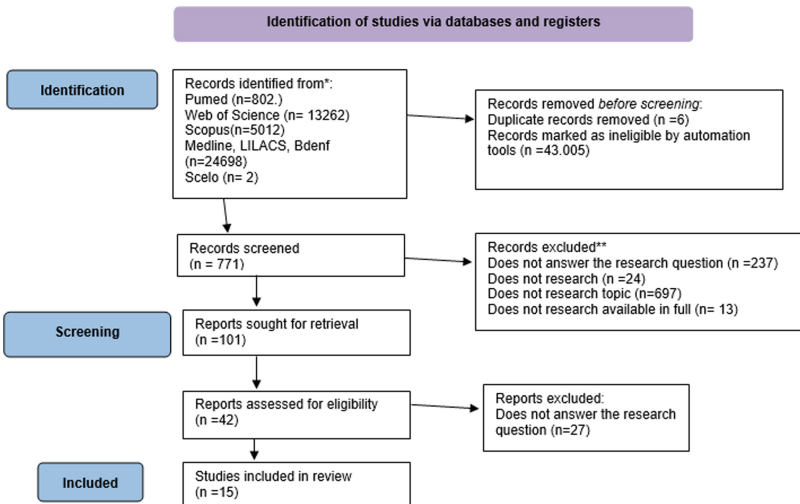 Identification of studies via databases and registers
Identification
Records identified from*:
Pumed (n=802.)
Web of Science (n= 13262)
Scopus(n=5012)
Medline, LILACS, Bdenf
(n=24698)
Scelo (n= 2)
Records removed before screening:
Duplicate records removed (n =6)
Records marked as ineligible by automation
tools (n =43.005)
Records screened
(n = 771)
Records excluded**
Does not answer the research question (n =237)
Does not research (n =24)
Does not research topic (n=697)
Does not research available in full (n= 13)
Screening
Reports sought for retrieval
(n =101)
Reports assessed for eligibility
(n =42)
Reports excluded:
Does not answer the research
question (n=27)
Included
Studies included in review
(n =15)